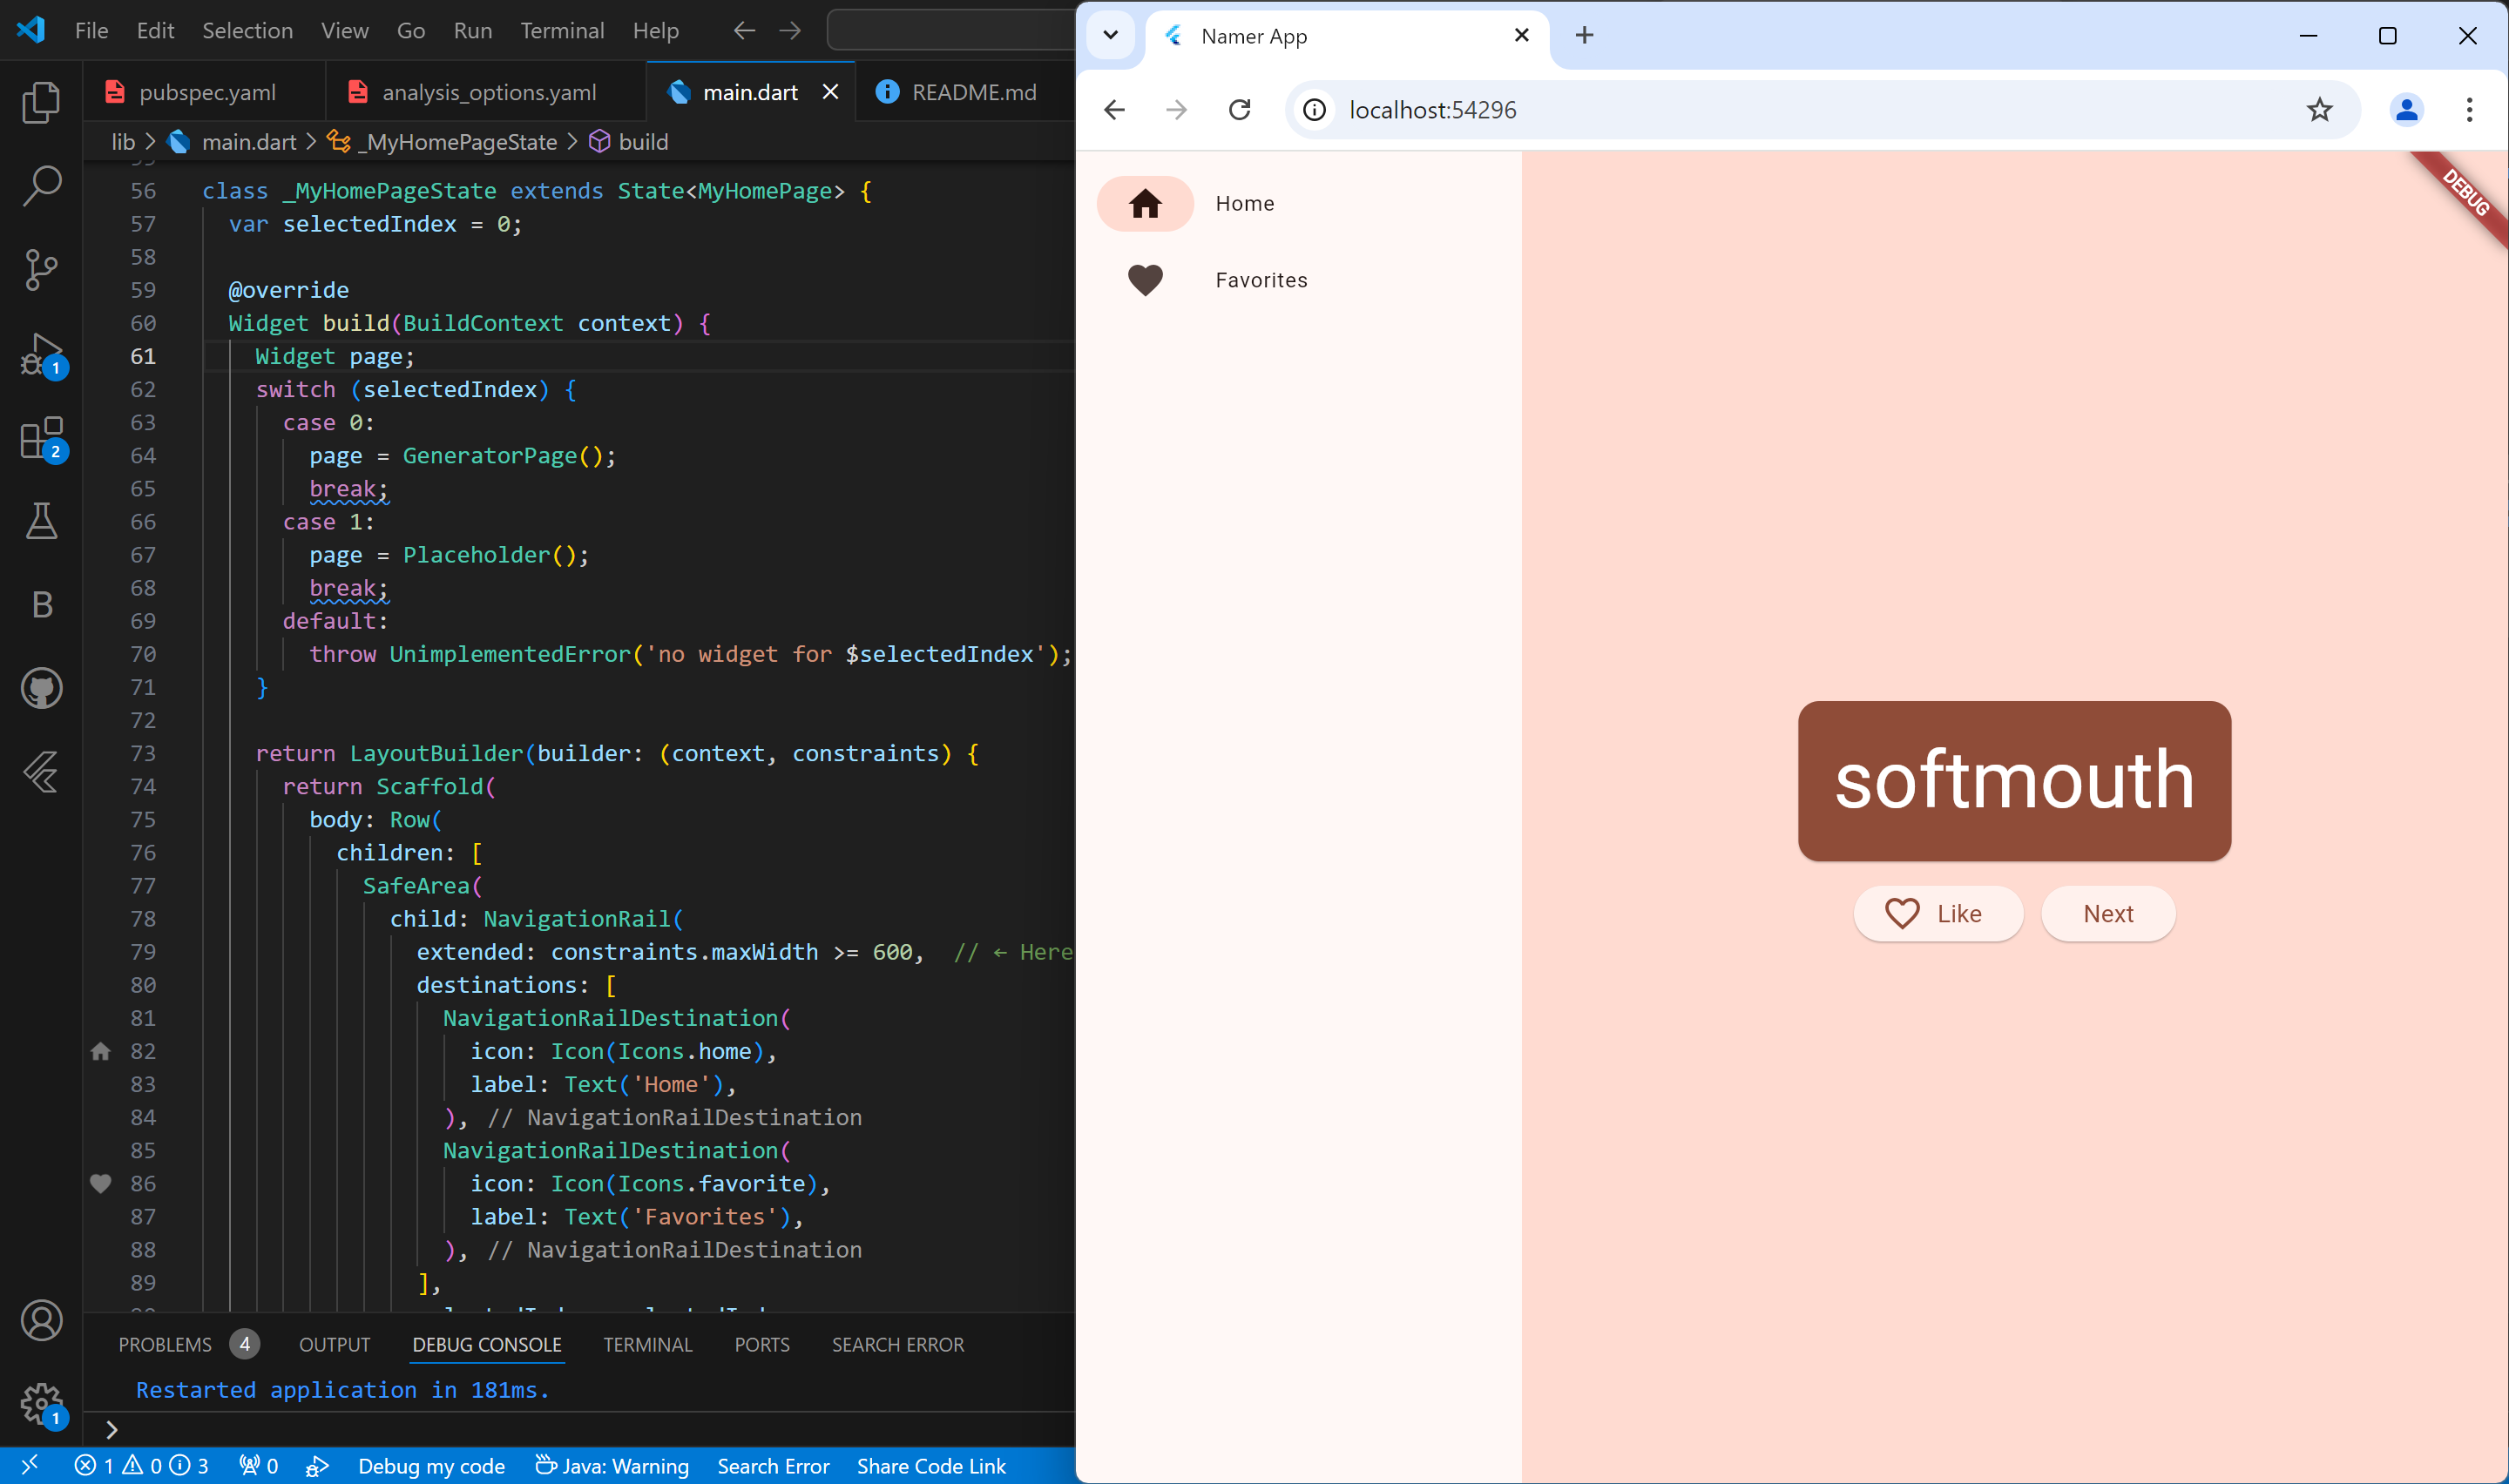 File Edit Selection View Go Run Terminal Help
pubspec.yaml analysis_options.yaml main.dart README.md
lib > main.dart > _MyHomePageState > build
56 class _MyHomePageState extends State<MyHomePage> {
57 var selectedIndex = 0;
58
59 @override
60 Widget build(BuildContext context) {
61 Widget page;
62 switch (selectedIndex) {
63 case 0:
64 page = GeneratorPage();
65 break;
66 case 1:
67 page = Placeholder();
68 break;
69 default:
70 throw UnimplementedError('no widget for $selectedIndex');
71 }
72
73 return LayoutBuilder(builder: (context, constraints) {
74 return Scaffold(
75 body: Row(
76 children: [
77 SafeArea(
78 child: NavigationRail(
79 extended: constraints.maxWidth >= 600, // ← Here
80 destinations: [
81 NavigationRailDestination(
82 icon: Icon(Icons.home),
83 label: Text('Home'),
84 ), // NavigationRailDestination
85 NavigationRailDestination(
86 icon: Icon(Icons.favorite),
87 label: Text('Favorites'),
88 ), // NavigationRailDestination
89 ],
1
2
B
1
PROBLEMS 4 OUTPUT DEBUG CONSOLE TERMINAL PORTS SEARCH ERROR
Restarted application in 181ms.
>
1 0 3 0 Debug my code Java: Warning Search Error Share Code Link
Namer App
localhost:54296
Home
Favorites
DEBUG
softmouth
Like Next